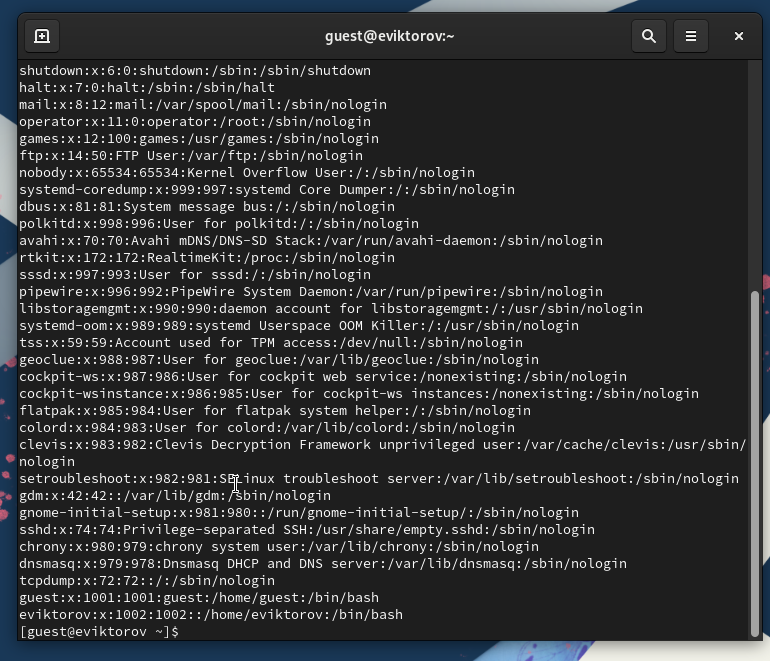 guest@eviktorov:~
shutdown:x:6:0:shutdown:/sbin:/sbin/shutdown
halt:x:7:0:halt:/sbin:/sbin/halt
mail:x:8:12:mail:/var/spool/mail:/sbin/nologin
operator:x:11:0:operator:/root:/sbin/nologin
games:x:12:100:games:/usr/games:/sbin/nologin
ftp:x:14:50:FTP User:/var/ftp:/sbin/nologin
nobody:x:65534:65534:Kernel Overflow User:/:/sbin/nologin
systemd-coredump:x:999:997:systemd Core Dumper:/:/sbin/nologin
dbus:x:81:81:System message bus:/:/sbin/nologin
polkitd:x:998:996:User for polkitd:/:/sbin/nologin
avahi:x:70:70:Avahi mDNS/DNS-SD Stack:/var/run/avahi-daemon:/sbin/nologin
rtkit:x:172:172:RealtimeKit:/proc:/sbin/nologin
sssd:x:997:993:User for sssd:/:/sbin/nologin
pipewire:x:996:992:PipeWire System Daemon:/var/run/pipewire:/sbin/nologin
libstoragemgmt:x:990:990:daemon account for libstoragemgmt:/:/usr/sbin/nologin
systemd-oom:x:989:989:systemd Userspace OOM Killer:/:/usr/sbin/nologin
tss:x:59:59:Account used for TPM access:/dev/null:/sbin/nologin
geoclue:x:988:987:User for geoclue:/var/lib/geoclue:/sbin/nologin
cockpit-ws:x:987:986:User for cockpit web service:/nonexisting:/sbin/nologin
cockpit-wsinstance:x:986:985:User for cockpit-ws instances:/nonexisting:/sbin/nologin
flatpak:x:985:984:User for flatpak system helper:/:/sbin/nologin
colord:x:984:983:User for colord:/var/lib/colord:/sbin/nologin
clevis:x:983:982:Clevis Decryption Framework unprivileged user:/var/cache/clevis:/usr/sbin/
nologin
setroubleshoot:x:982:981:SELinux troubleshoot server:/var/lib/setroubleshoot:/sbin/nologin
gdm:x:42:42::/var/lib/gdm:/sbin/nologin
gnome-initial-setup:x:981:980::/run/gnome-initial-setup/:/sbin/nologin
sshd:x:74:74:Privilege-separated SSH:/usr/share/empty.sshd:/sbin/nologin
chrony:x:980:979:chrony system user:/var/lib/chrony:/sbin/nologin
dnsmasq:x:979:978:Dnsmasq DHCP and DNS server:/var/lib/dnsmasq:/sbin/nologin
tcpdump:x:72:72::/:/sbin/nologin
guest:x:1001:1001:guest:/home/guest:/bin/bash
eviktorov:x:1002:1002::/home/eviktorov:/bin/bash
[guest@eviktorov ~]$